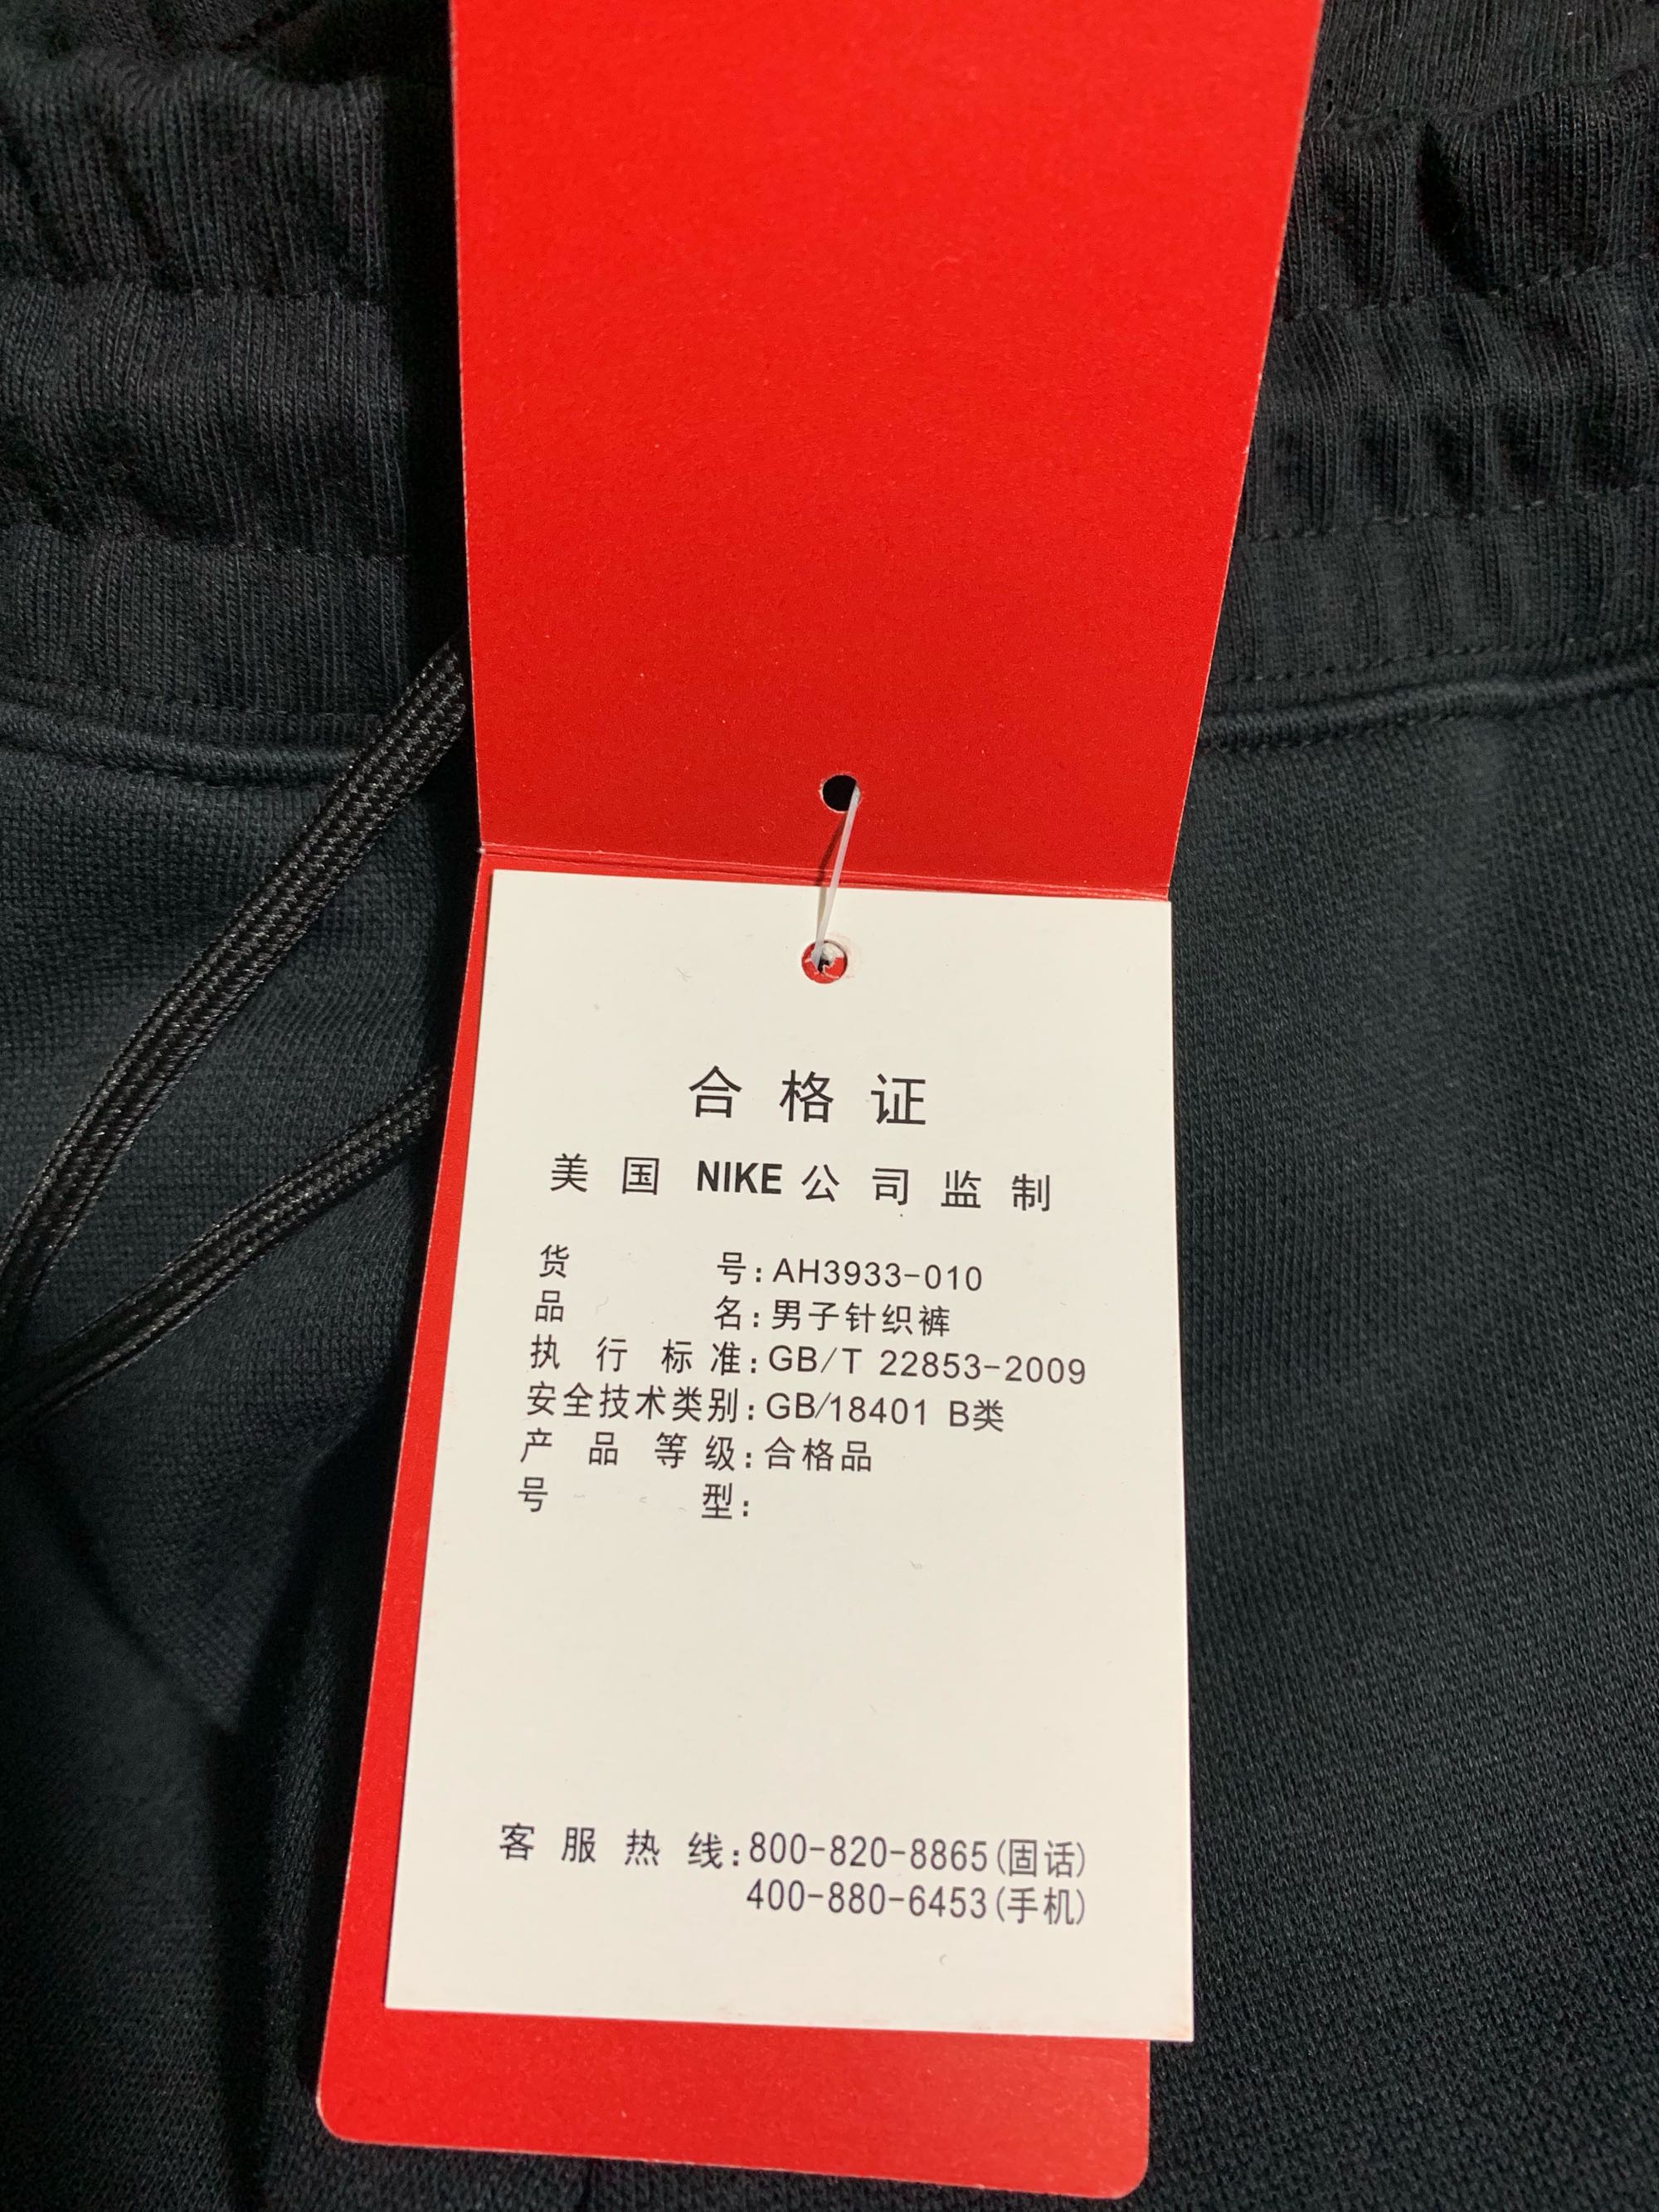 合格证
美国 NIKE 公司监制
货号:AH3933-010
品名:男子针织裤
执行标准:GB/T 22853-2009
安全技术类别:GB/18401 B类
产品等级:合格品
号型:
客服热线:800-820-8865(固话)
400-880-6453(手机)